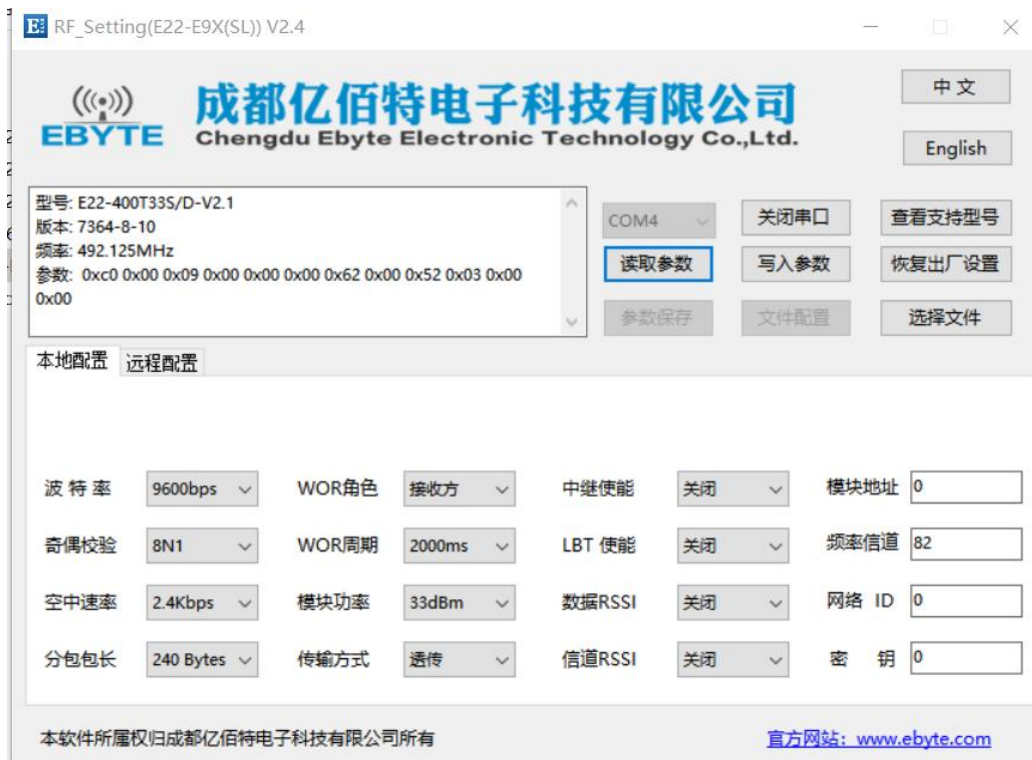 RF_Setting(E22-E9X(SL)) V2.4
EBYTE
成都亿佰特电子科技有限公司
Chengdu Ebyte Electronic Technology Co.,Ltd.
中 文
English
型号: E22-400T33S/D-V2.1
版本: 7364-8-10
频率: 492.125MHz
参数: 0xc0 0x00 0x09 0x00 0x00 0x00 0x62 0x00 0x52 0x03 0x00
0x00
COM4 关闭串口 查看支持型号
读取参数 写入参数 恢复出厂设置
参数保存 文件配置 选择文件
本地配置 远程配置
波 特 率 9600bps WOR角色 接收方 中继使能 关闭 模块地址 0
奇偶校验 8N1 WOR周期 2000ms LBT 使能 关闭 频率信道 82
空中速率 2.4Kbps 模块功率 33dBm 数据RSSI 关闭 网络 ID 0
分包包长 240 Bytes 传输方式 透传 信道RSSI 关闭 密 钥 0
本软件所属权归成都亿佰特电子科技有限公司所有 官方网站：www.ebyte.com